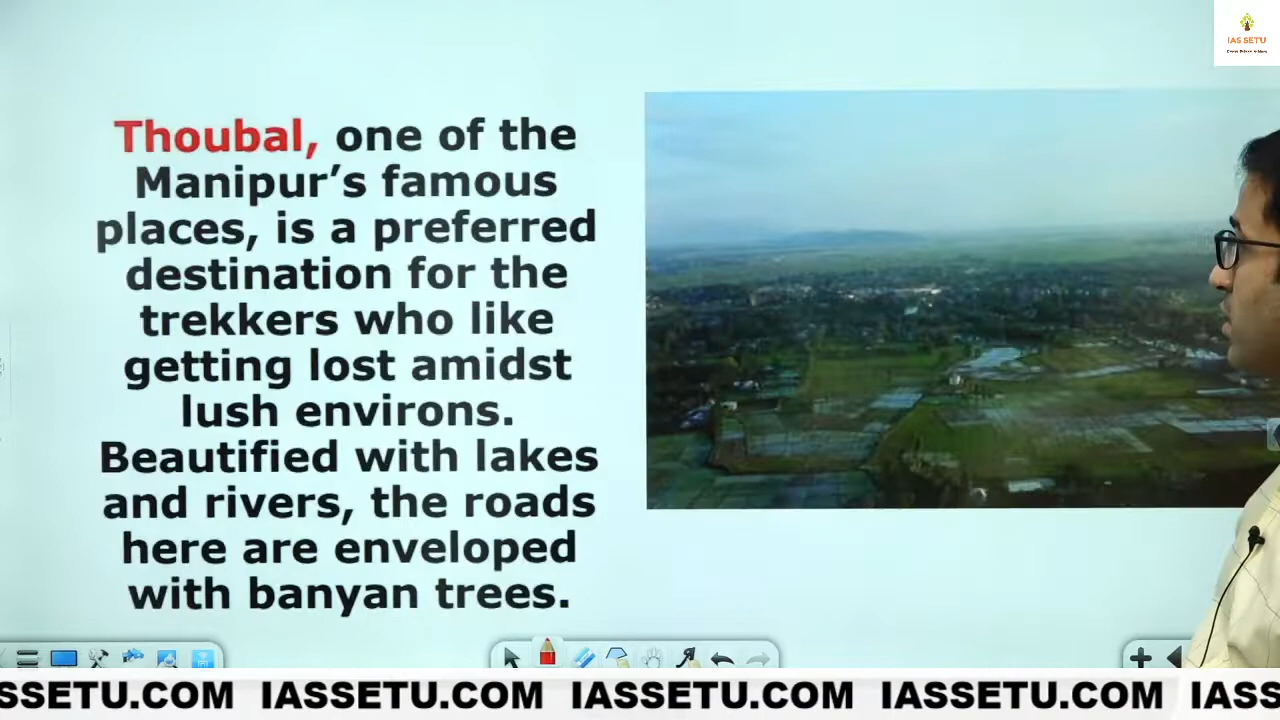 IAS SETU
Thoubal, one of the
Manipur’s famous
places, is a preferred
destination for the
trekkers who like
getting lost amidst
lush environs.
Beautified with lakes
and rivers, the roads
here are enveloped
with banyan trees.
SSETU.COM IASSETU.COM IASSETU.COM IASSETU.COM IASS